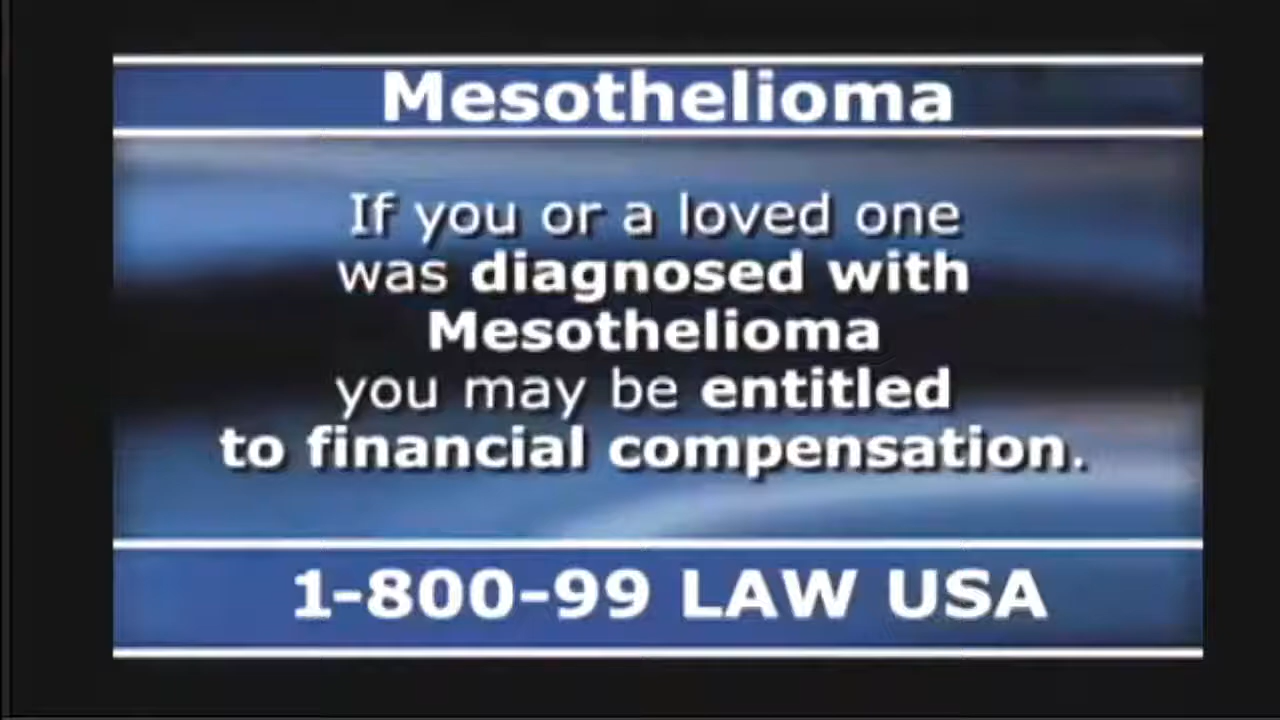 Mesothelioma
If you or a loved one
was diagnosed with
Mesothelioma
you may be entitled
to financial compensation.
1-800-99 LAW USA